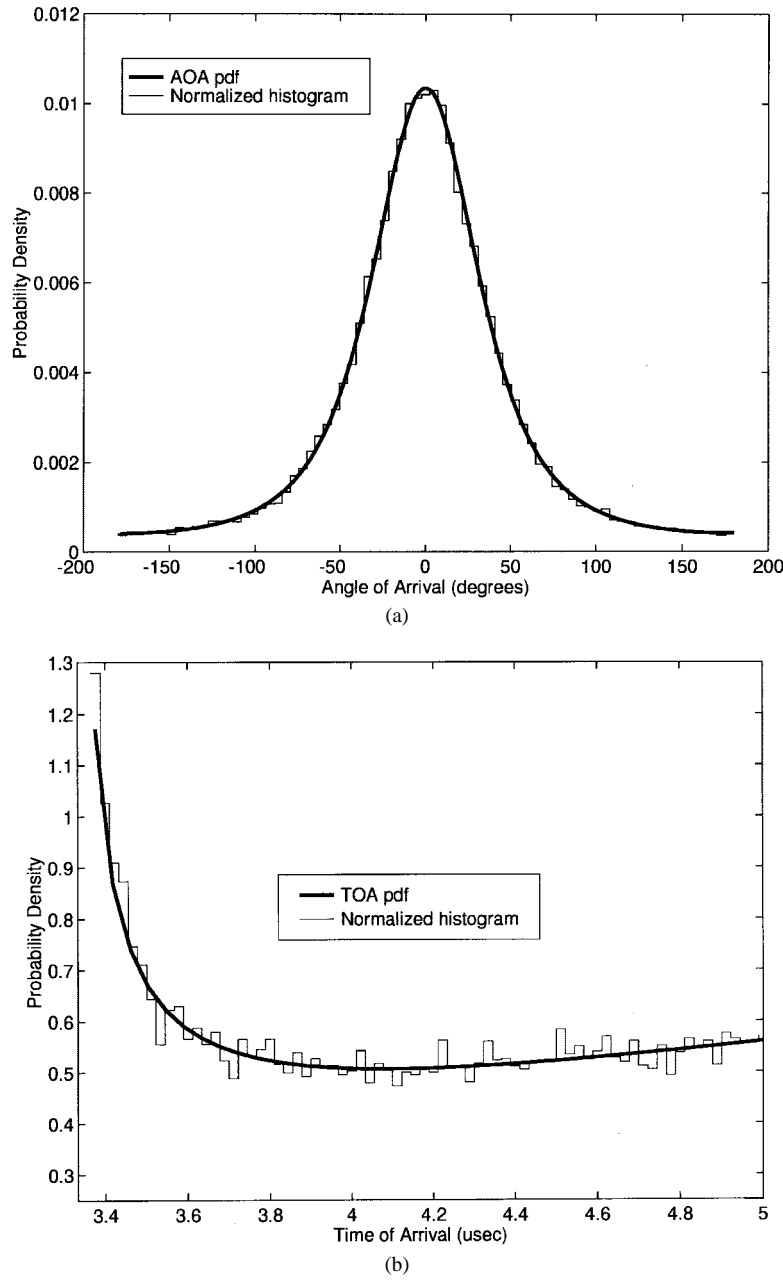 0.012
0.01
0.008
0.006
0.004
0.002
0
Probability Density
AOA pdf
Normalized histogram
-200 -150 -100 -50 0 50 100 150 200
Angle of Arrival (degrees)
(a)
1.3
1.2
1.1
1
0.9
0.8
0.7
0.6
0.5
0.4
0.3
Probability Density
TOA pdf
Normalized histogram
3.4 3.6 3.8 4 4.2 4.4 4.6 4.8 5
Time of Arrival (usec)
(b)